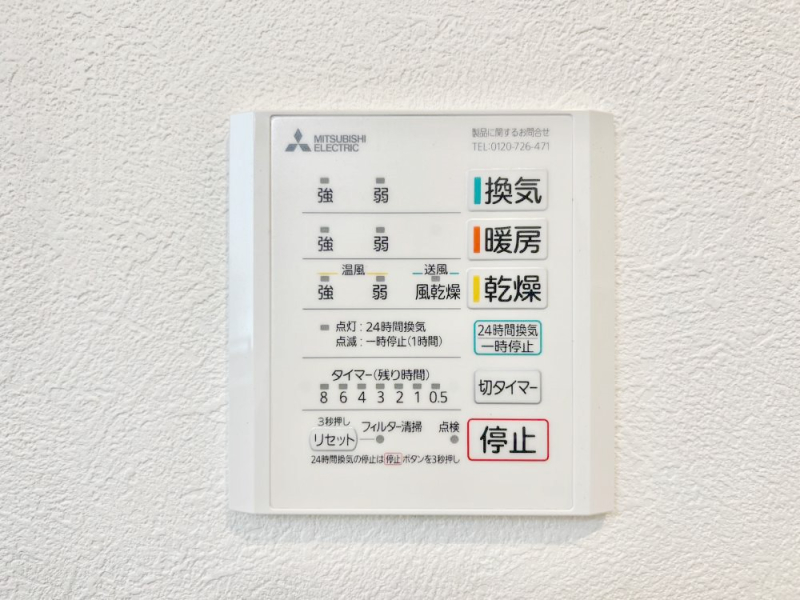 MITSUBISHI
ELECTRIC
製品に関するお問合せ
TEL:0120-726-471
強 弱 換気
強 弱 暖房
温風 送風
強 弱 風乾燥 乾燥
点灯:24時間換気
点滅:一時停止(1時間)
24時間換気
一時停止
タイマー(残り時間)
8 6 4 3 2 1 0.5
切タイマー
3秒押し
リセット フィルター清掃 点検
停止
24時間換気の停止は停止ボタンを3秒押し